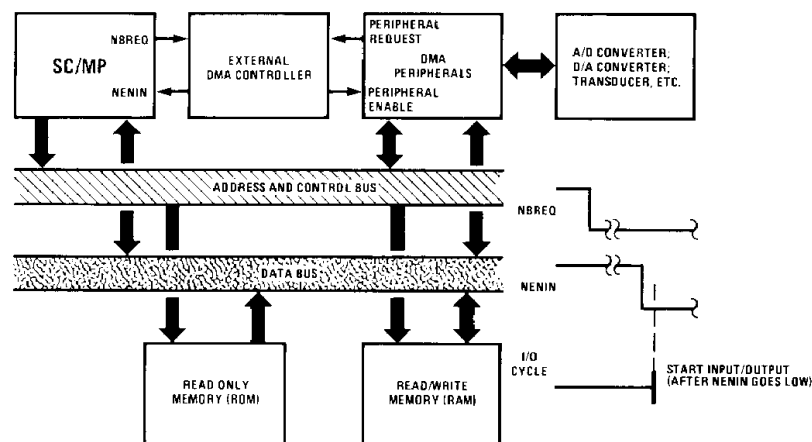 SC/MP
NBREQ
NENIN
EXTERNAL
DMA CONTROLLER
PERIPHERAL
REQUEST
DMA
PERIPHERALS
PERIPHERAL
ENABLE
A/D CONVERTER;
D/A CONVERTER;
TRANSDUCER, ETC.
ADDRESS AND CONTROL BUS
DATA BUS
READ ONLY
MEMORY (ROM)
READ/WRITE
MEMORY (RAM)
NBREQ
NENIN
I/O
CYCLE
START INPUT/OUTPUT
(AFTER NENIN GOES LOW)